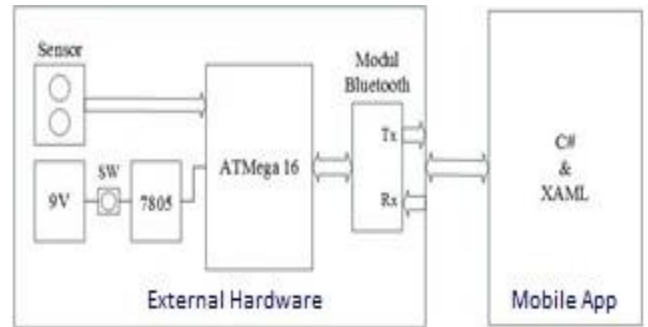 Sensor
Modul
Bluetooth
Tx
ATMega 16
Rx
9V
SW
7805
External Hardware
C#
&
XAML
Mobile App